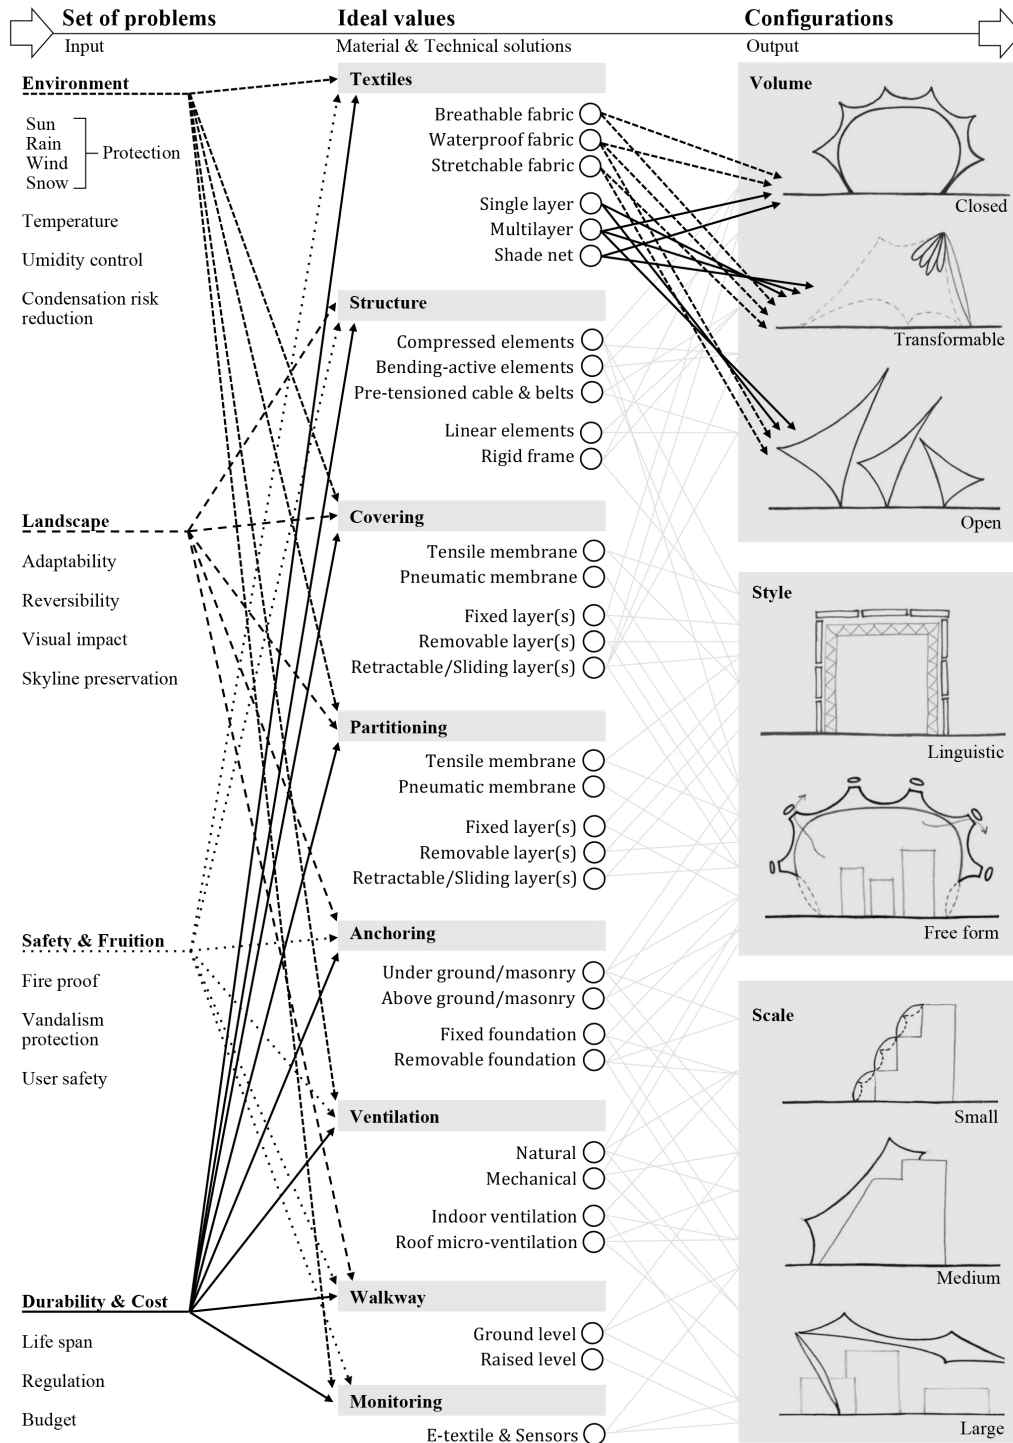 Set of problems
Input
Ideal values
Material & Technical solutions
Configurations
Output
Environment
Sun
Rain
Wind
Snow
Protection
Temperature
Umidity control
Condensation risk
reduction
Landscape
Adaptability
Reversibility
Visual impact
Skyline preservation
Safety & Fruition
Fire proof
Vandalism
protection
User safety
Durability & Cost
Life span
Regulation
Budget
Textiles
Breathable fabric
Waterproof fabric
Stretchable fabric
Single layer
Multilayer
Shade net
Structure
Compressed elements
Bending-active elements
Pre-tensioned cable & belts
Linear elements
Rigid frame
Covering
Tensile membrane
Pneumatic membrane
Fixed layer(s)
Removable layer(s)
Retractable/Sliding layer(s)
Partitioning
Tensile membrane
Pneumatic membrane
Fixed layer(s)
Removable layer(s)
Retractable/Sliding layer(s)
Anchoring
Under ground/masonry
Above ground/masonry
Fixed foundation
Removable foundation
Ventilation
Natural
Mechanical
Indoor ventilation
Roof micro-ventilation
Walkway
Ground level
Raised level
Monitoring
E-textile & Sensors
Volume
Closed
Transformable
Open
Style
Linguistic
Free form
Scale
Small
Medium
Large